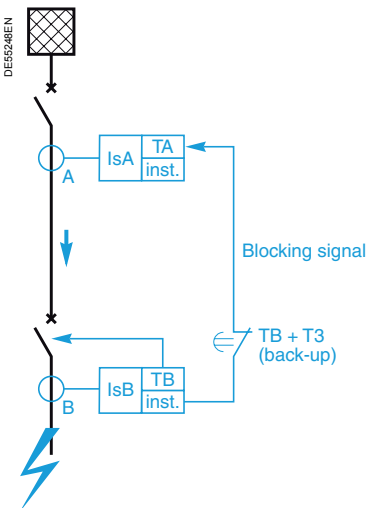 DE55248EN
IsA
TA
inst.
A
Blocking signal
TB + T3
(back-up)
IsB
TB
inst.
B